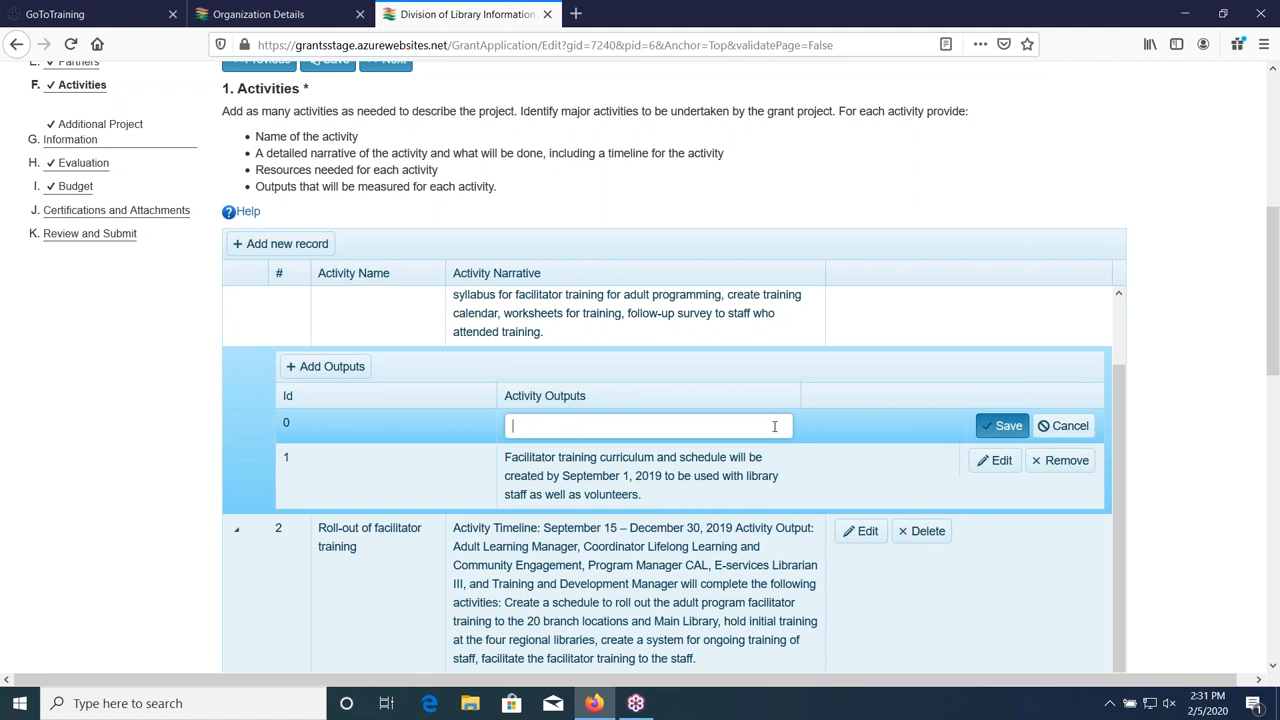 GoToTraining
Organization Details
Division of Library Information
https://grantsstage.azurewebsites.net/GrantApplication/Edit?gid=7240&pid=6&Anchor=Top&validatePage=False
F. Activities
Additional Project
G. Information
H. Evaluation
I. Budget
J. Certifications and Attachments
K. Review and Submit
1. Activities *
Add as many activities as needed to describe the project. Identify major activities to be undertaken by the grant project. For each activity provide:
• Name of the activity
• A detailed narrative of the activity and what will be done, including a timeline for the activity
• Resources needed for each activity
• Outputs that will be measured for each activity.
Help
+ Add new record
# Activity Name Activity Narrative
syllabus for facilitator training for adult programming, create training
calendar, worksheets for training, follow-up survey to staff who
attended training.
+ Add Outputs
Id Activity Outputs
0 Save Cancel
1 Facilitator training curriculum and schedule will be
created by September 1, 2019 to be used with library
staff as well as volunteers.
Edit Remove
2 Roll-out of facilitator
training
Activity Timeline: September 15 – December 30, 2019 Activity Output:
Adult Learning Manager, Coordinator Lifelong Learning and
Community Engagement, Program Manager CAL, E-services Librarian
III, and Training and Development Manager will complete the following
activities: Create a schedule to roll out the adult program facilitator
training to the 20 branch locations and Main Library, hold initial training
at the four regional libraries, create a system for ongoing training of
staff, facilitate the facilitator training to the staff.
Edit Delete
Type here to search
2:31 PM
2/5/2020